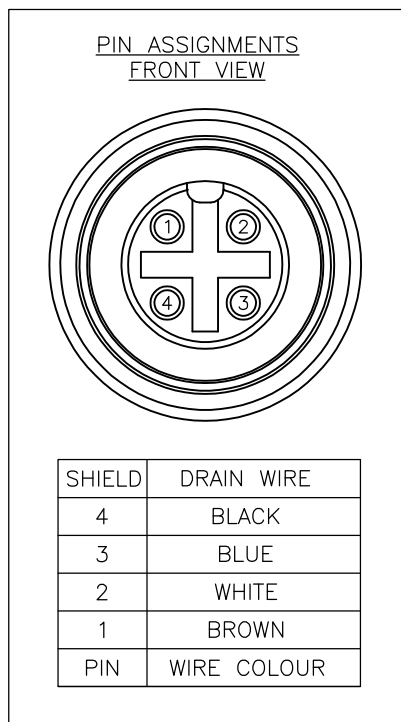 PIN ASSIGNMENTS
FRONT VIEW
1 2
4 3
SHIELD DRAIN WIRE
4 BLACK
3 BLUE
2 WHITE
1 BROWN
PIN WIRE COLOUR